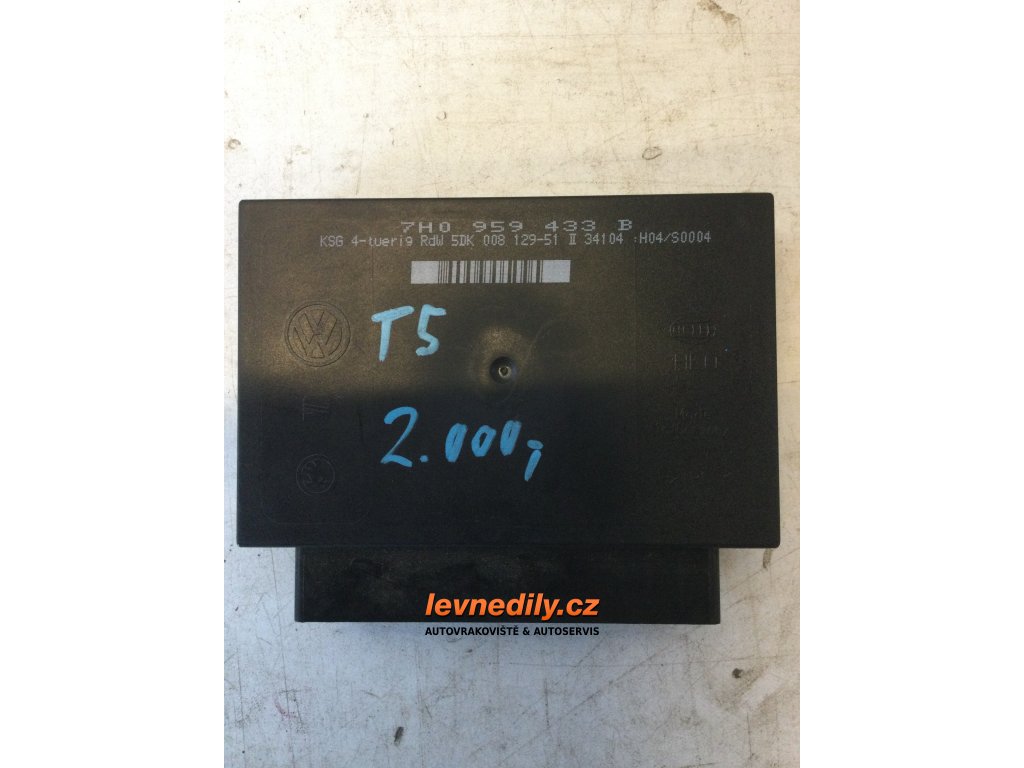 7H0 959 433 B
KSG 4-tuerig RdW 5DK 008 129-51 II 34104 :H04/S0004
T5
2.000,
levnedily.cz
AUTOVRAKOVIŠTĚ & AUTOSERVIS